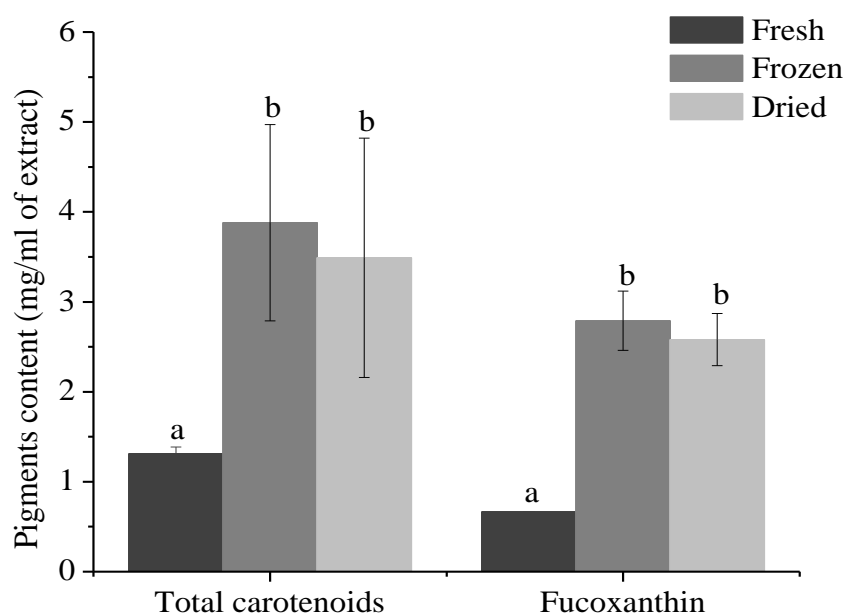 Fresh
Frozen
Dried
Pigments content (mg/ml of extract)
6
5
4
3
2
1
0
b
b
a
b
b
a
Total carotenoids
Fucoxanthin